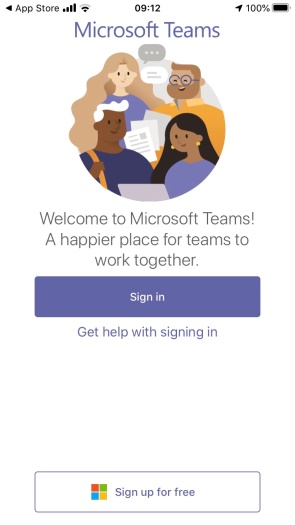 App Store 09:12 100%
Microsoft Teams
Welcome to Microsoft Teams!
A happier place for teams to
work together.
Sign in
Get help with signing in
Sign up for free